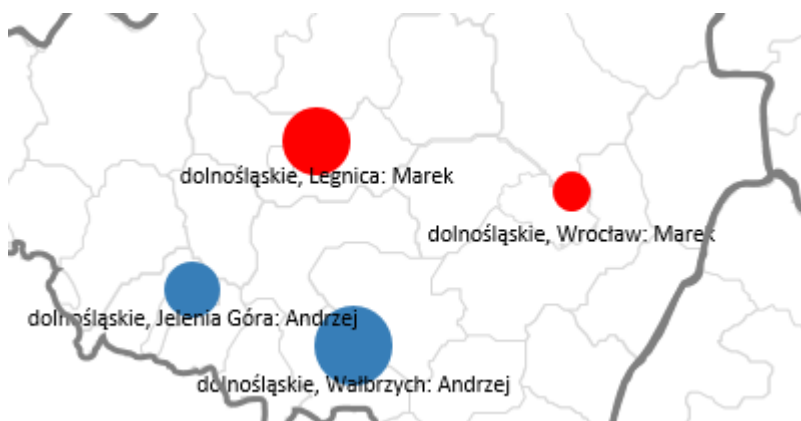 dolnośląskie, Legnica: Marek
dolnośląskie, Wrocław: Marek
dolnośląskie, Jelenia Góra: Andrzej
dolnośląskie, Wałbrzych: Andrzej